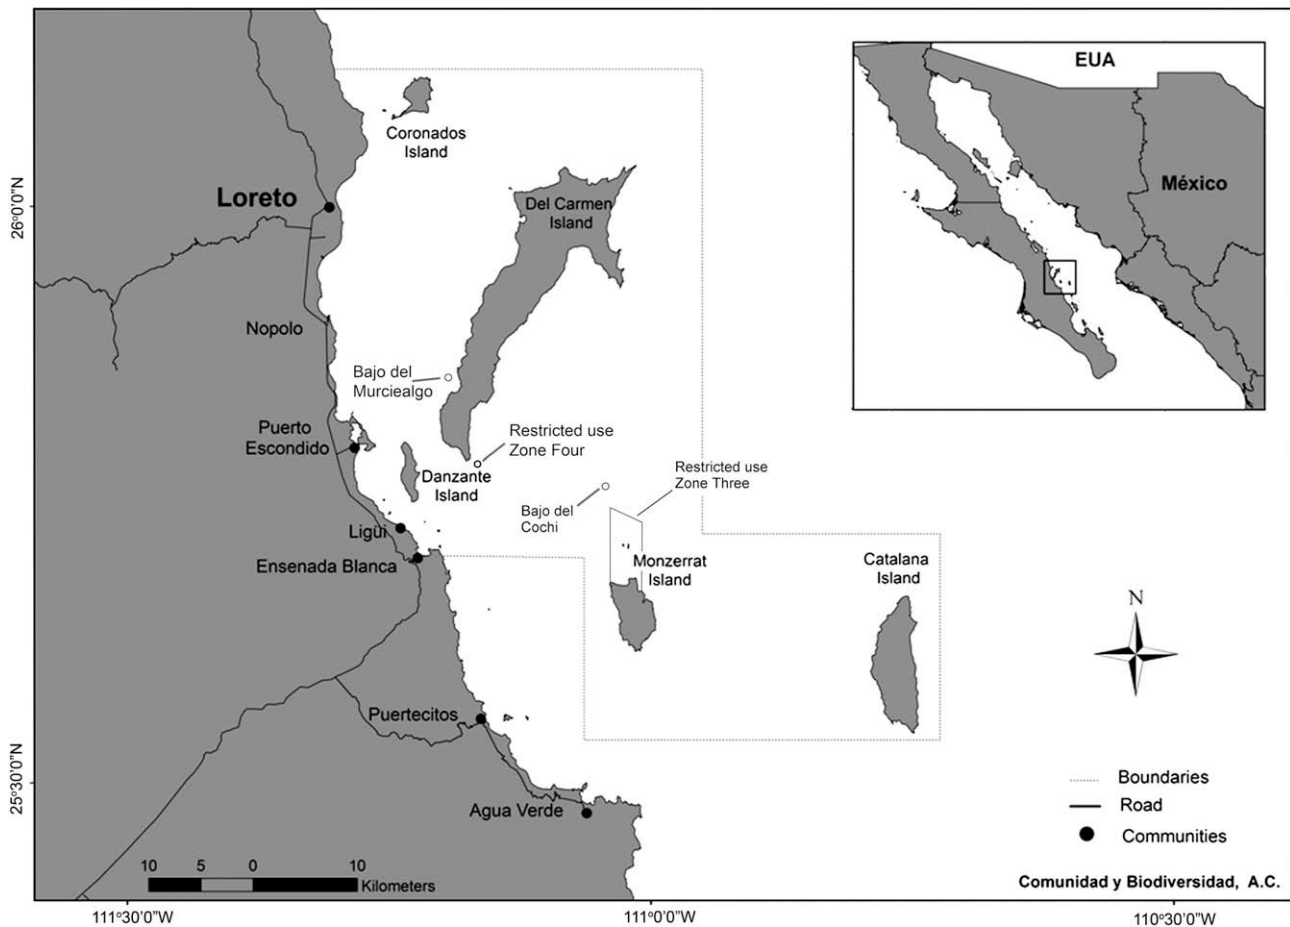 EUA
México
Coronados
Island
Loreto
Del Carmen
Island
26°0'0"N
Nopolo
Bajo del
Murciealgo
Puerto
Escondido
Restricted use
Zone Four
Danzante
Island
Restricted use
Zone Three
Bajo del
Cochi
Ligüi
Ensenada Blanca
Monzerrat
Island
Catalana
Island
N
Puertecitos
25°30'0"N
Agua Verde
Boundaries
Road
Communities
10 5 0 10
Kilometers
Comunidad y Biodiversidad, A.C.
111°30'0"W
111°0'0"W
110°30'0"W